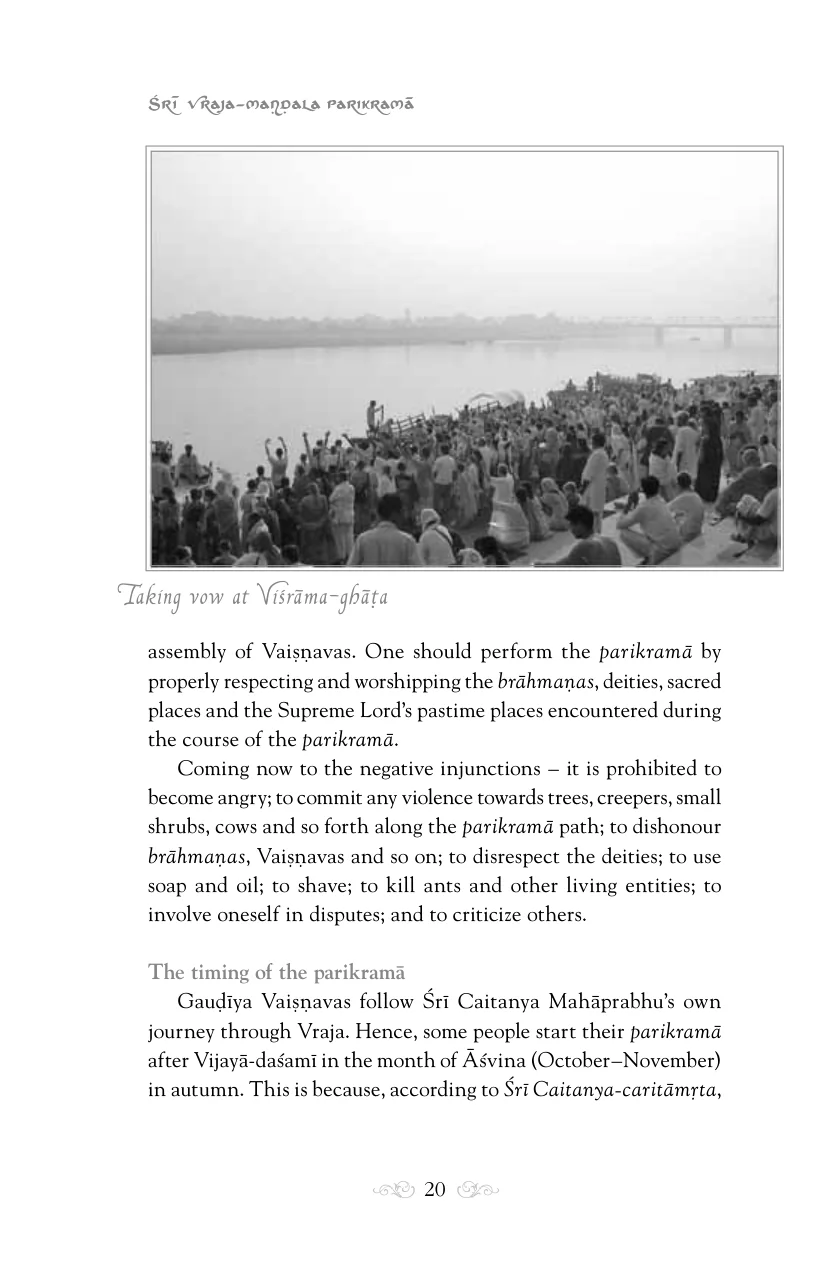 Śrī Vraja-maṇḍala Parikramā
Taking vow at Viśrāma-ghāṭa
assembly of Vaiṣṇavas. One should perform the parikramā by
properly respecting and worshipping the brāhmaṇas, deities, sacred
places and the Supreme Lord’s pastime places encountered during
the course of the parikramā.
Coming now to the negative injunctions – it is prohibited to
become angry; to commit any violence towards trees, creepers, small
shrubs, cows and so forth along the parikramā path; to dishonour
brāhmaṇas, Vaiṣṇavas and so on; to disrespect the deities; to use
soap and oil; to shave; to kill ants and other living entities; to
involve oneself in disputes; and to criticize others.
The timing of the parikramā
Gauḍīya Vaiṣṇavas follow Śrī Caitanya Mahāprabhu’s own
journey through Vraja. Hence, some people start their parikramā
after Vijayā-daśamī in the month of Āśvina (October–November)
in autumn. This is because, according to Śrī Caitanya-caritāmṛta,
20